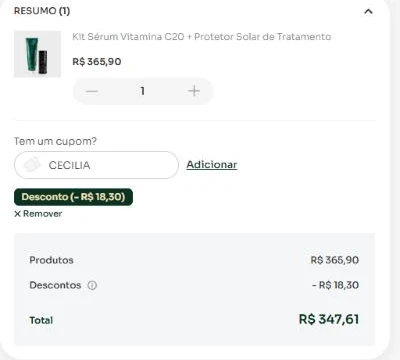 RESUMO (1)
Kit Sérum Vitamina C20 + Protetor Solar de Tratamento
R$ 365,90
1
Tem um cupom?
CECILIA
Adicionar
Desconto (- R$ 18,30)
X Remover
Produtos
R$ 365,90
Descontos
- R$ 18,30
Total
R$ 347,61